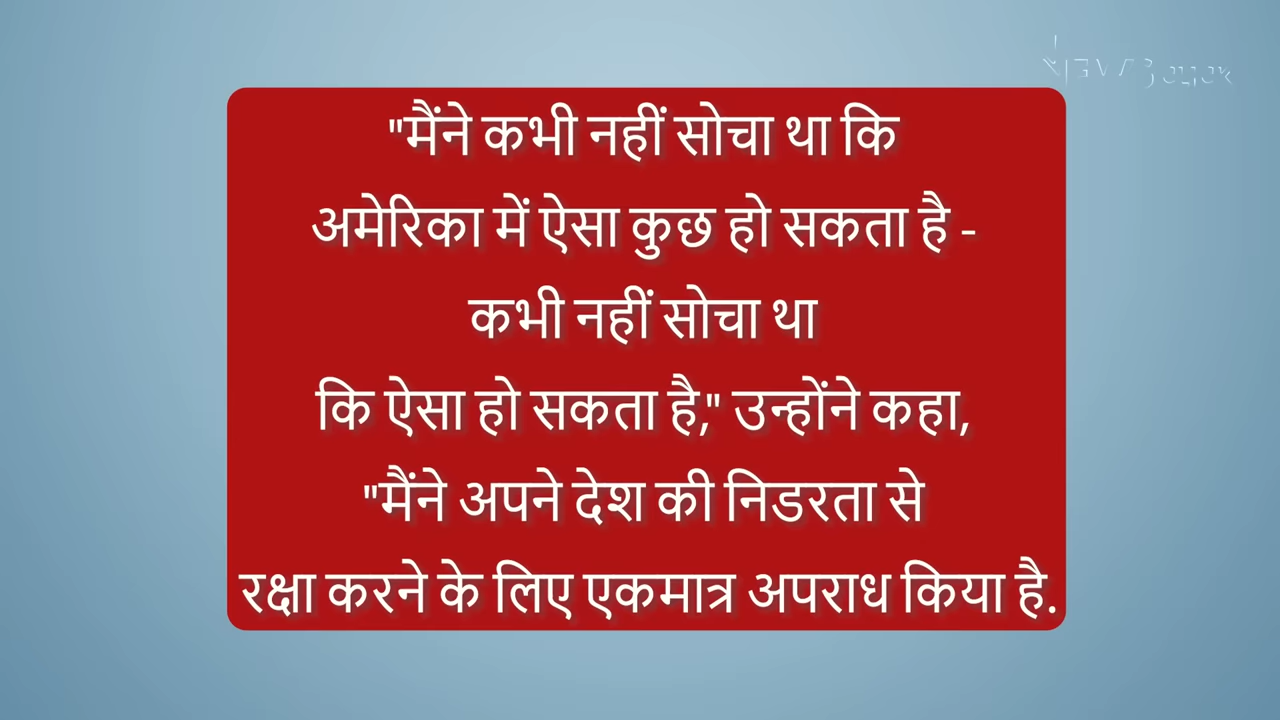 "मैंने कभी नहीं सोचा था कि
अमेरिका में ऐसा कुछ हो सकता है -
कभी नहीं सोचा था
कि ऐसा हो सकता है," उन्होंने कहा,
"मैंने अपने देश की निडरता से
रक्षा करने के लिए एकमात्र अपराध किया है.